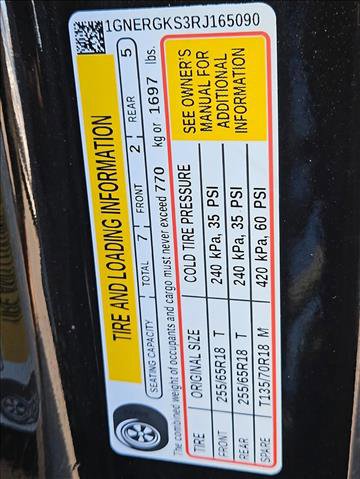 1GNERGKS3RJ165090
TIRE AND LOADING INFORMATION
SEATING CAPACITY TOTAL 7 FRONT 2 REAR 5
The combined weight of occupants and cargo must never exceed 770 kg or 1697 lbs.
TIRE ORIGINAL SIZE COLD TIRE PRESSURE
FRONT 255/65R18 T 240 kPa, 35 PSI
REAR 255/65R18 T 240 kPa, 35 PSI
SPARE T135/70R18 M 420 kPa, 60 PSI
SEE OWNER'S
MANUAL FOR
ADDITIONAL
INFORMATION